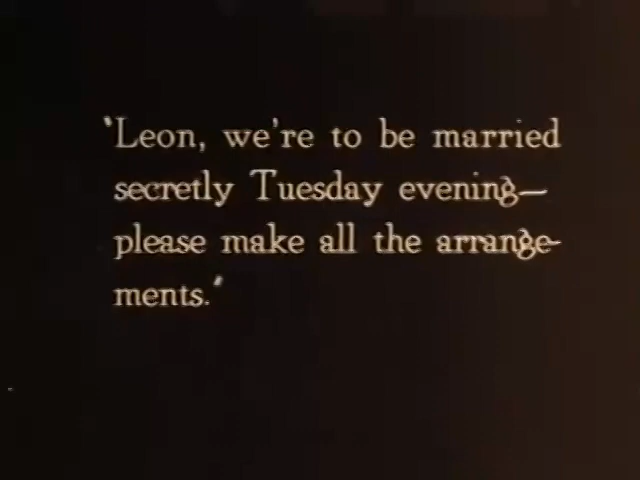 ‛Leon, we're to be married
secretly Tuesday evening—
please make all the arrange-
ments.'